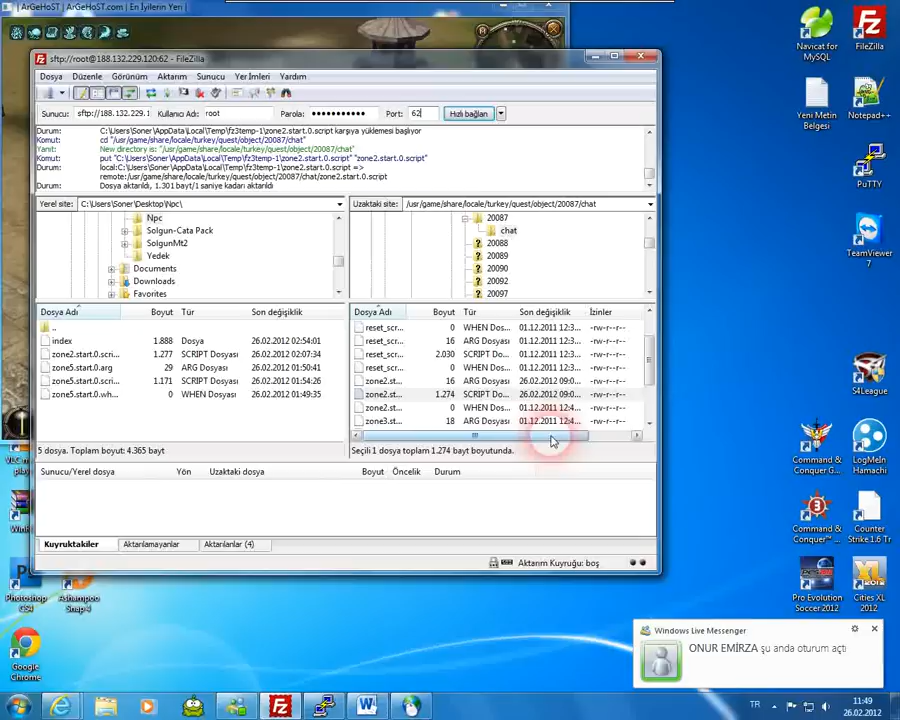 | ArGeHoST | ArGeHoST.com | En İyilerin Yeri |
sftp://root@188.132.229.120:62 - FileZilla
Dosya Düzenle Görünüm Aktarım Sunucu Yer İmleri Yardım
Sunucu: sftp://188.132.229.1 Kullanıcı Adı: root Parola: ●●●●●●●●●●●● Port: 62 Hızlı bağlan
Durum: C:\Users\Soner\AppData\Local\Temp\fz3temp-1\zone2.start.0.script karşıya yüklemesi başlıyor
Komut: cd "/usr/game/share/locale/turkey/quest/object/20087/chat"
Yanıt: New directory is: "/usr/game/share/locale/turkey/quest/object/20087/chat"
Komut: put "C:\Users\Soner\AppData\Local\Temp\fz3temp-1\zone2.start.0.script" "zone2.start.0.script"
Durum: local:C:\Users\Soner\AppData\Local\Temp\fz3temp-1\zone2.start.0.script =>
remote:/usr/game/share/locale/turkey/quest/object/20087/chat/zone2.start.0.script
Durum: Dosya aktarıldı, 1.301 bayt/1 saniye kadarı aktarıldı
Yerel site: C:\Users\Soner\Desktop\Npc\
Npc
Solgun-Cata Pack
SolgunMt2
Yedek
Documents
Downloads
Favorites
Uzaktaki site: /usr/game/share/locale/turkey/quest/object/20087/chat
20087
chat
20088
20089
20090
20092
20097
Dosya Adı Boyut Tür Son değişiklik
..
index 1.888 Dosya 26.02.2012 02:54:01
zone2.start.0.scri... 1.277 SCRIPT Dosyası 26.02.2012 02:07:34
zone5.start.0.arg 29 ARG Dosyası 26.02.2012 01:50:41
zone5.start.0.scri... 1.171 SCRIPT Dosyası 26.02.2012 01:54:26
zone5.start.0.wh... 0 WHEN Dosyası 26.02.2012 01:49:35
5 dosya. Toplam boyut: 4.365 bayt
Dosya Adı Boyut Tür Son değişiklik İzinler
reset_scr... 0 WHEN Dos... 01.12.2011 12:3... -rw-r--r--
reset_scr... 16 ARG Dosyası 01.12.2011 12:3... -rw-r--r--
reset_scr... 2.030 SCRIPT Do... 01.12.2011 12:3... -rw-r--r--
reset_scr... 0 WHEN Dos... 01.12.2011 12:3... -rw-r--r--
zone2.st... 16 ARG Dosyası 26.02.2012 09:0... -rw-r--r--
zone2.st... 1.274 SCRIPT Do... 26.02.2012 09:0... -rw-r--r--
zone2.st... 0 WHEN Dos... 01.12.2011 12:4... -rw-r--r--
zone3.st... 18 ARG Dosyası 01.12.2011 12:4... -rw-r--r--
Seçili 1 dosya toplam 1.274 bayt boyutunda.
Sunucu/Yerel dosya Yön Uzaktaki dosya Boyut Öncelik Durum
Kuyruktakiler Aktarılamayanlar Aktarılanlar (4)
Aktarım Kuyruğu: boş
Navicat for
MySQL
FileZilla
Yeni Metin
Belgesi
Notepad++
PuTTY
TeamViewer
7
S4League
Command &
Conquer G...
LogMeIn
Hamachi
Command &
Conquer™ ...
Counter
Strike 1.6 Tr
Pro Evolution
Soccer 2012
Cities XL
2012
Photoshop
CS4
Ashampoo
Snap 4
Google
Chrome
Windows Live Messenger
ONUR EMİRZA şu anda oturum açtı
TR
11:49
26.02.2012